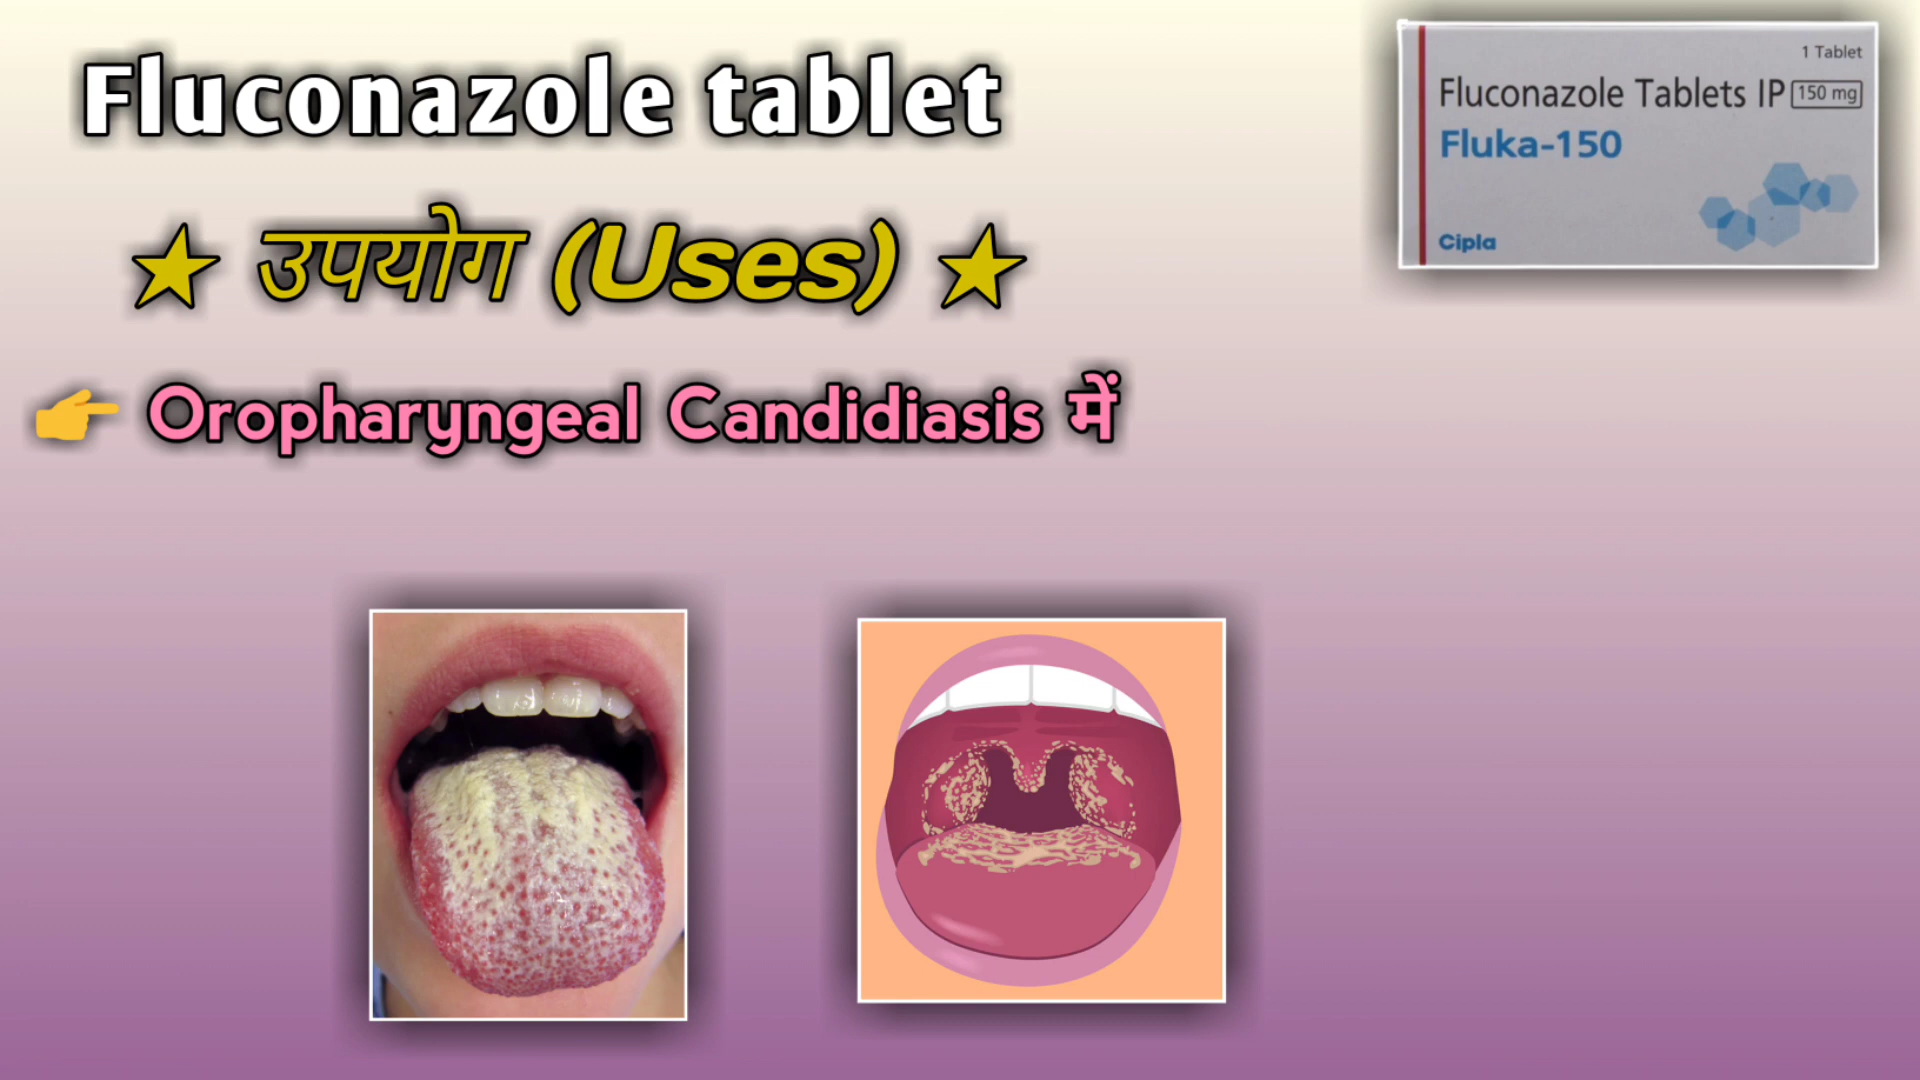 Fluconazole tablet
★ उपयोग (Uses) ★
👉 Oropharyngeal Candidiasis में
1 Tablet
Fluconazole Tablets IP 150 mg
Fluka-150
Cipla